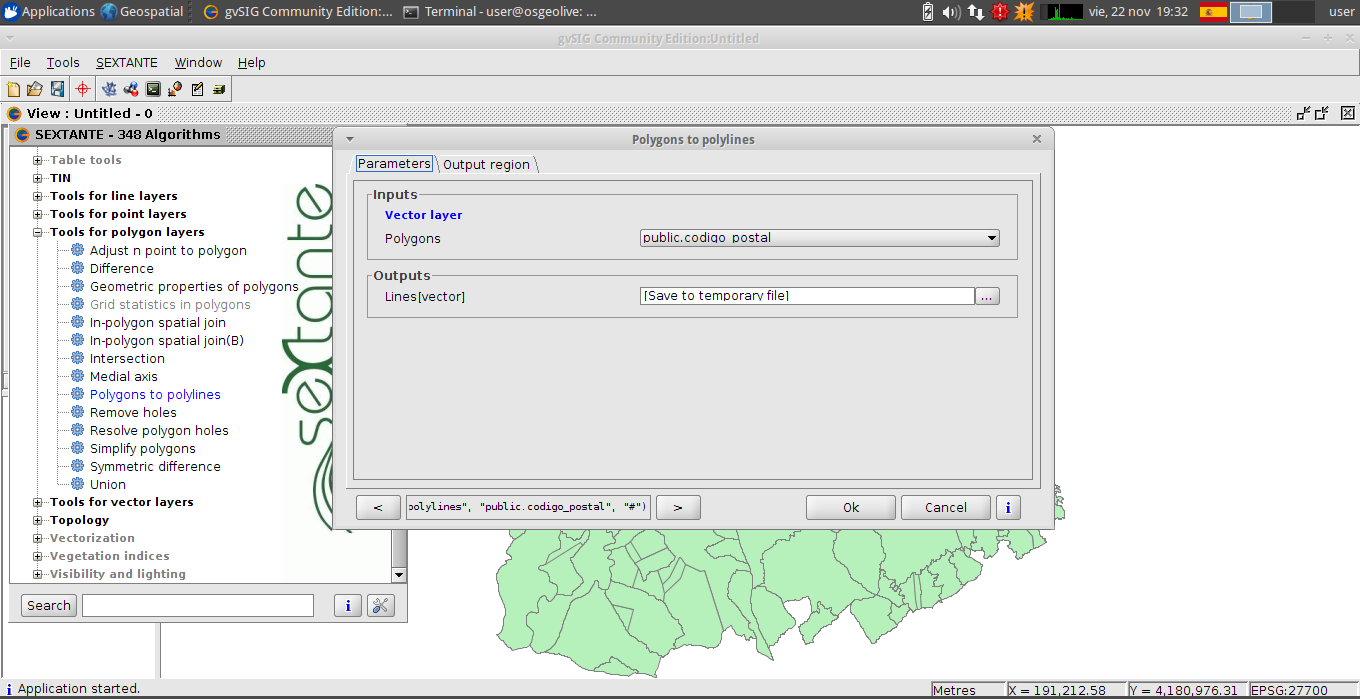 Applications Geospatial gvSIG Community Edition:... Terminal - user@osgeolive: ... vie, 22 nov 19:32 user
gvSIG Community Edition:Untitled
File Tools SEXTANTE Window Help
View : Untitled - 0
SEXTANTE - 348 Algorithms
Table tools
TIN
Tools for line layers
Tools for point layers
Tools for polygon layers
Adjust n point to polygon
Difference
Geometric properties of polygons
Grid statistics in polygons
In-polygon spatial join
In-polygon spatial join(B)
Intersection
Medial axis
Polygons to polylines
Remove holes
Resolve polygon holes
Simplify polygons
Symmetric difference
Union
Tools for vector layers
Topology
Vectorization
Vegetation indices
Visibility and lighting
Search
sextante
Polygons to polylines
Parameters Output region
Inputs
Vector layer
Polygons public.codigo_postal
Outputs
Lines[vector] [Save to temporary file] ...
< polylines", "public.codigo_postal", "#") > Ok Cancel i
i Application started. Metres X = 191,212.58 Y = 4,180,976.31 EPSG:27700